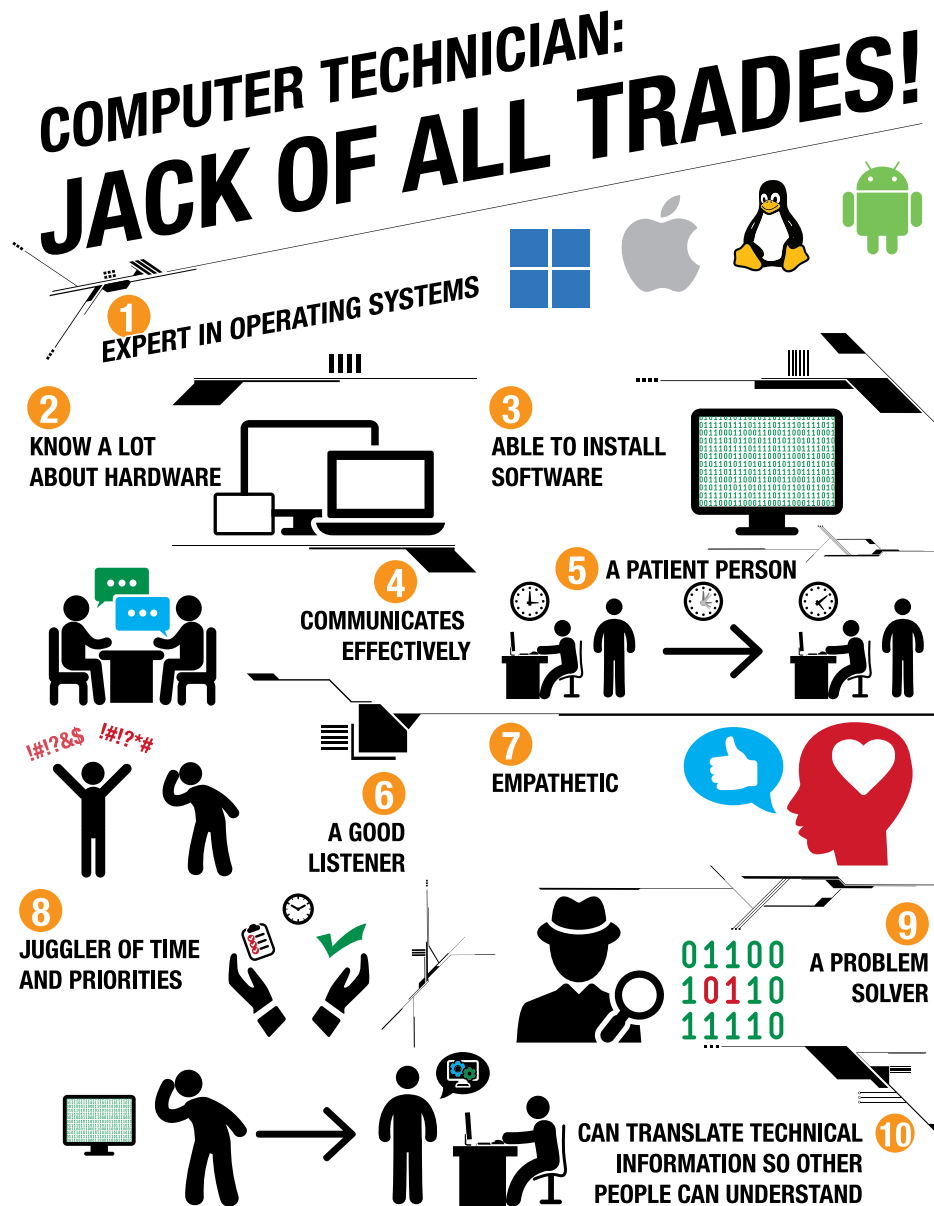 COMPUTER TECHNICIAN:
JACK OF ALL TRADES!
1
EXPERT IN OPERATING SYSTEMS
2
KNOW A LOT
ABOUT HARDWARE
3
ABLE TO INSTALL
SOFTWARE
4
COMMUNICATES
EFFECTIVELY
5 A PATIENT PERSON
!#!?&$ !#!?*#
6
A GOOD
LISTENER
7
EMPATHETIC
8
JUGGLER OF TIME
AND PRIORITIES
9
A PROBLEM
SOLVER
01100
10110
11110
10
CAN TRANSLATE TECHNICAL
INFORMATION SO OTHER
PEOPLE CAN UNDERSTAND